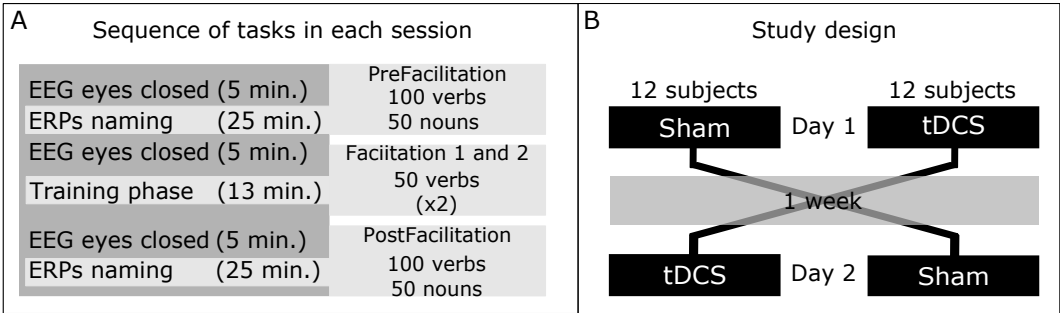 A
Sequence of tasks in each session
EEG eyes closed (5 min.)
ERPs naming (25 min.)
EEG eyes closed (5 min.)
Training phase (13 min.)
EEG eyes closed (5 min.)
ERPs naming (25 min.)
PreFacilitation
100 verbs
50 nouns
Faciitation 1 and 2
50 verbs
(x2)
PostFacilitation
100 verbs
50 nouns
B
Study design
12 subjects 12 subjects
Sham Day 1 tDCS
1 week
tDCS Day 2 Sham